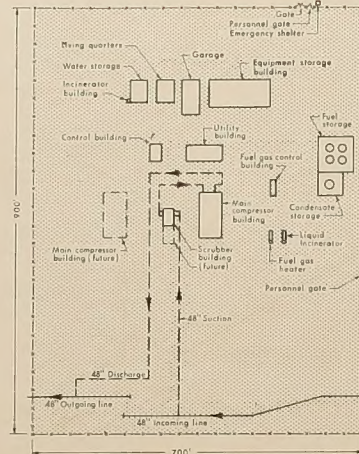 Gate
Personnel gate
Emergency shelter
Living quarters
Garage
Water storage
Equipment storage
building
Incinerator
building
Fuel
storage
Control building
Utility
building
Fuel gas control
building
Main
compressor
building
Condensate
storage
Main compressor
building (future)
Scrubber
building
(future)
Liquid
Incinerator
Fuel gas
heater
Personnel gate
48" Suction
48" Discharge
48" Outgoing line
48" Incoming line
900'
700'